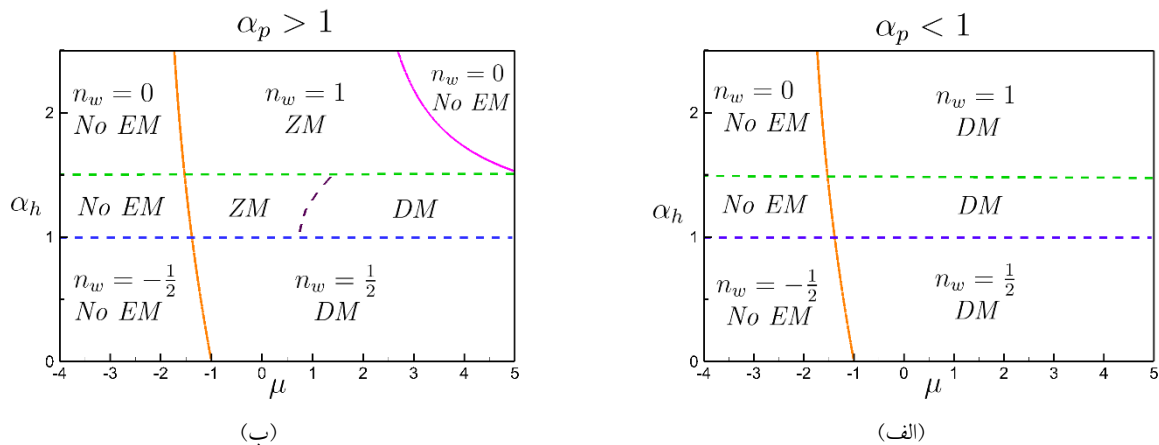 α_p > 1
n_w = 0
No EM
n_w = 1
ZM
n_w = 0
No EM
No EM
ZM
DM
n_w = -1/2
No EM
n_w = 1/2
DM
α_h
2
1
0
-4 -3 -2 -1 0 1 2 3 4 5
μ
(ب)
α_p < 1
n_w = 0
No EM
n_w = 1
DM
No EM
DM
n_w = -1/2
No EM
n_w = 1/2
DM
α_h
2
1
0
-4 -3 -2 -1 0 1 2 3 4 5
μ
(الف)